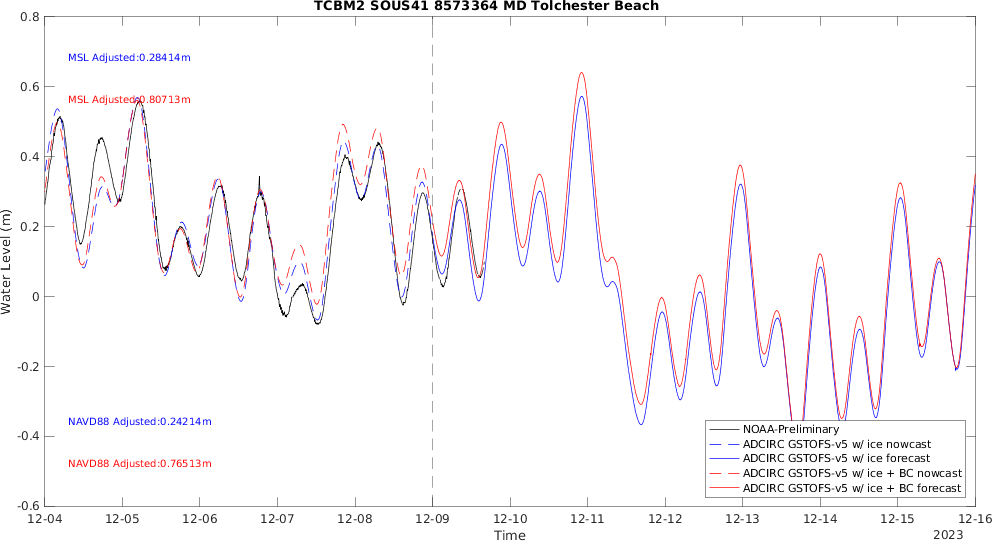 TCBM2 SOUS41 8573364 MD Tolchester Beach
0.8
0.6
0.4
0.2
0
-0.2
-0.4
-0.6
Water Level (m)
MSL Adjusted:0.28414m
MSL Adjusted:0.80713m
NAVD88 Adjusted:0.24214m
NAVD88 Adjusted:0.76513m
NOAA-Preliminary
ADCIRC GSTOFS-v5 w/ ice nowcast
ADCIRC GSTOFS-v5 w/ ice forecast
ADCIRC GSTOFS-v5 w/ ice + BC nowcast
ADCIRC GSTOFS-v5 w/ ice + BC forecast
12-04 12-05 12-06 12-07 12-08 12-09 12-10 12-11 12-12 12-13 12-14 12-15 12-16
Time
2023